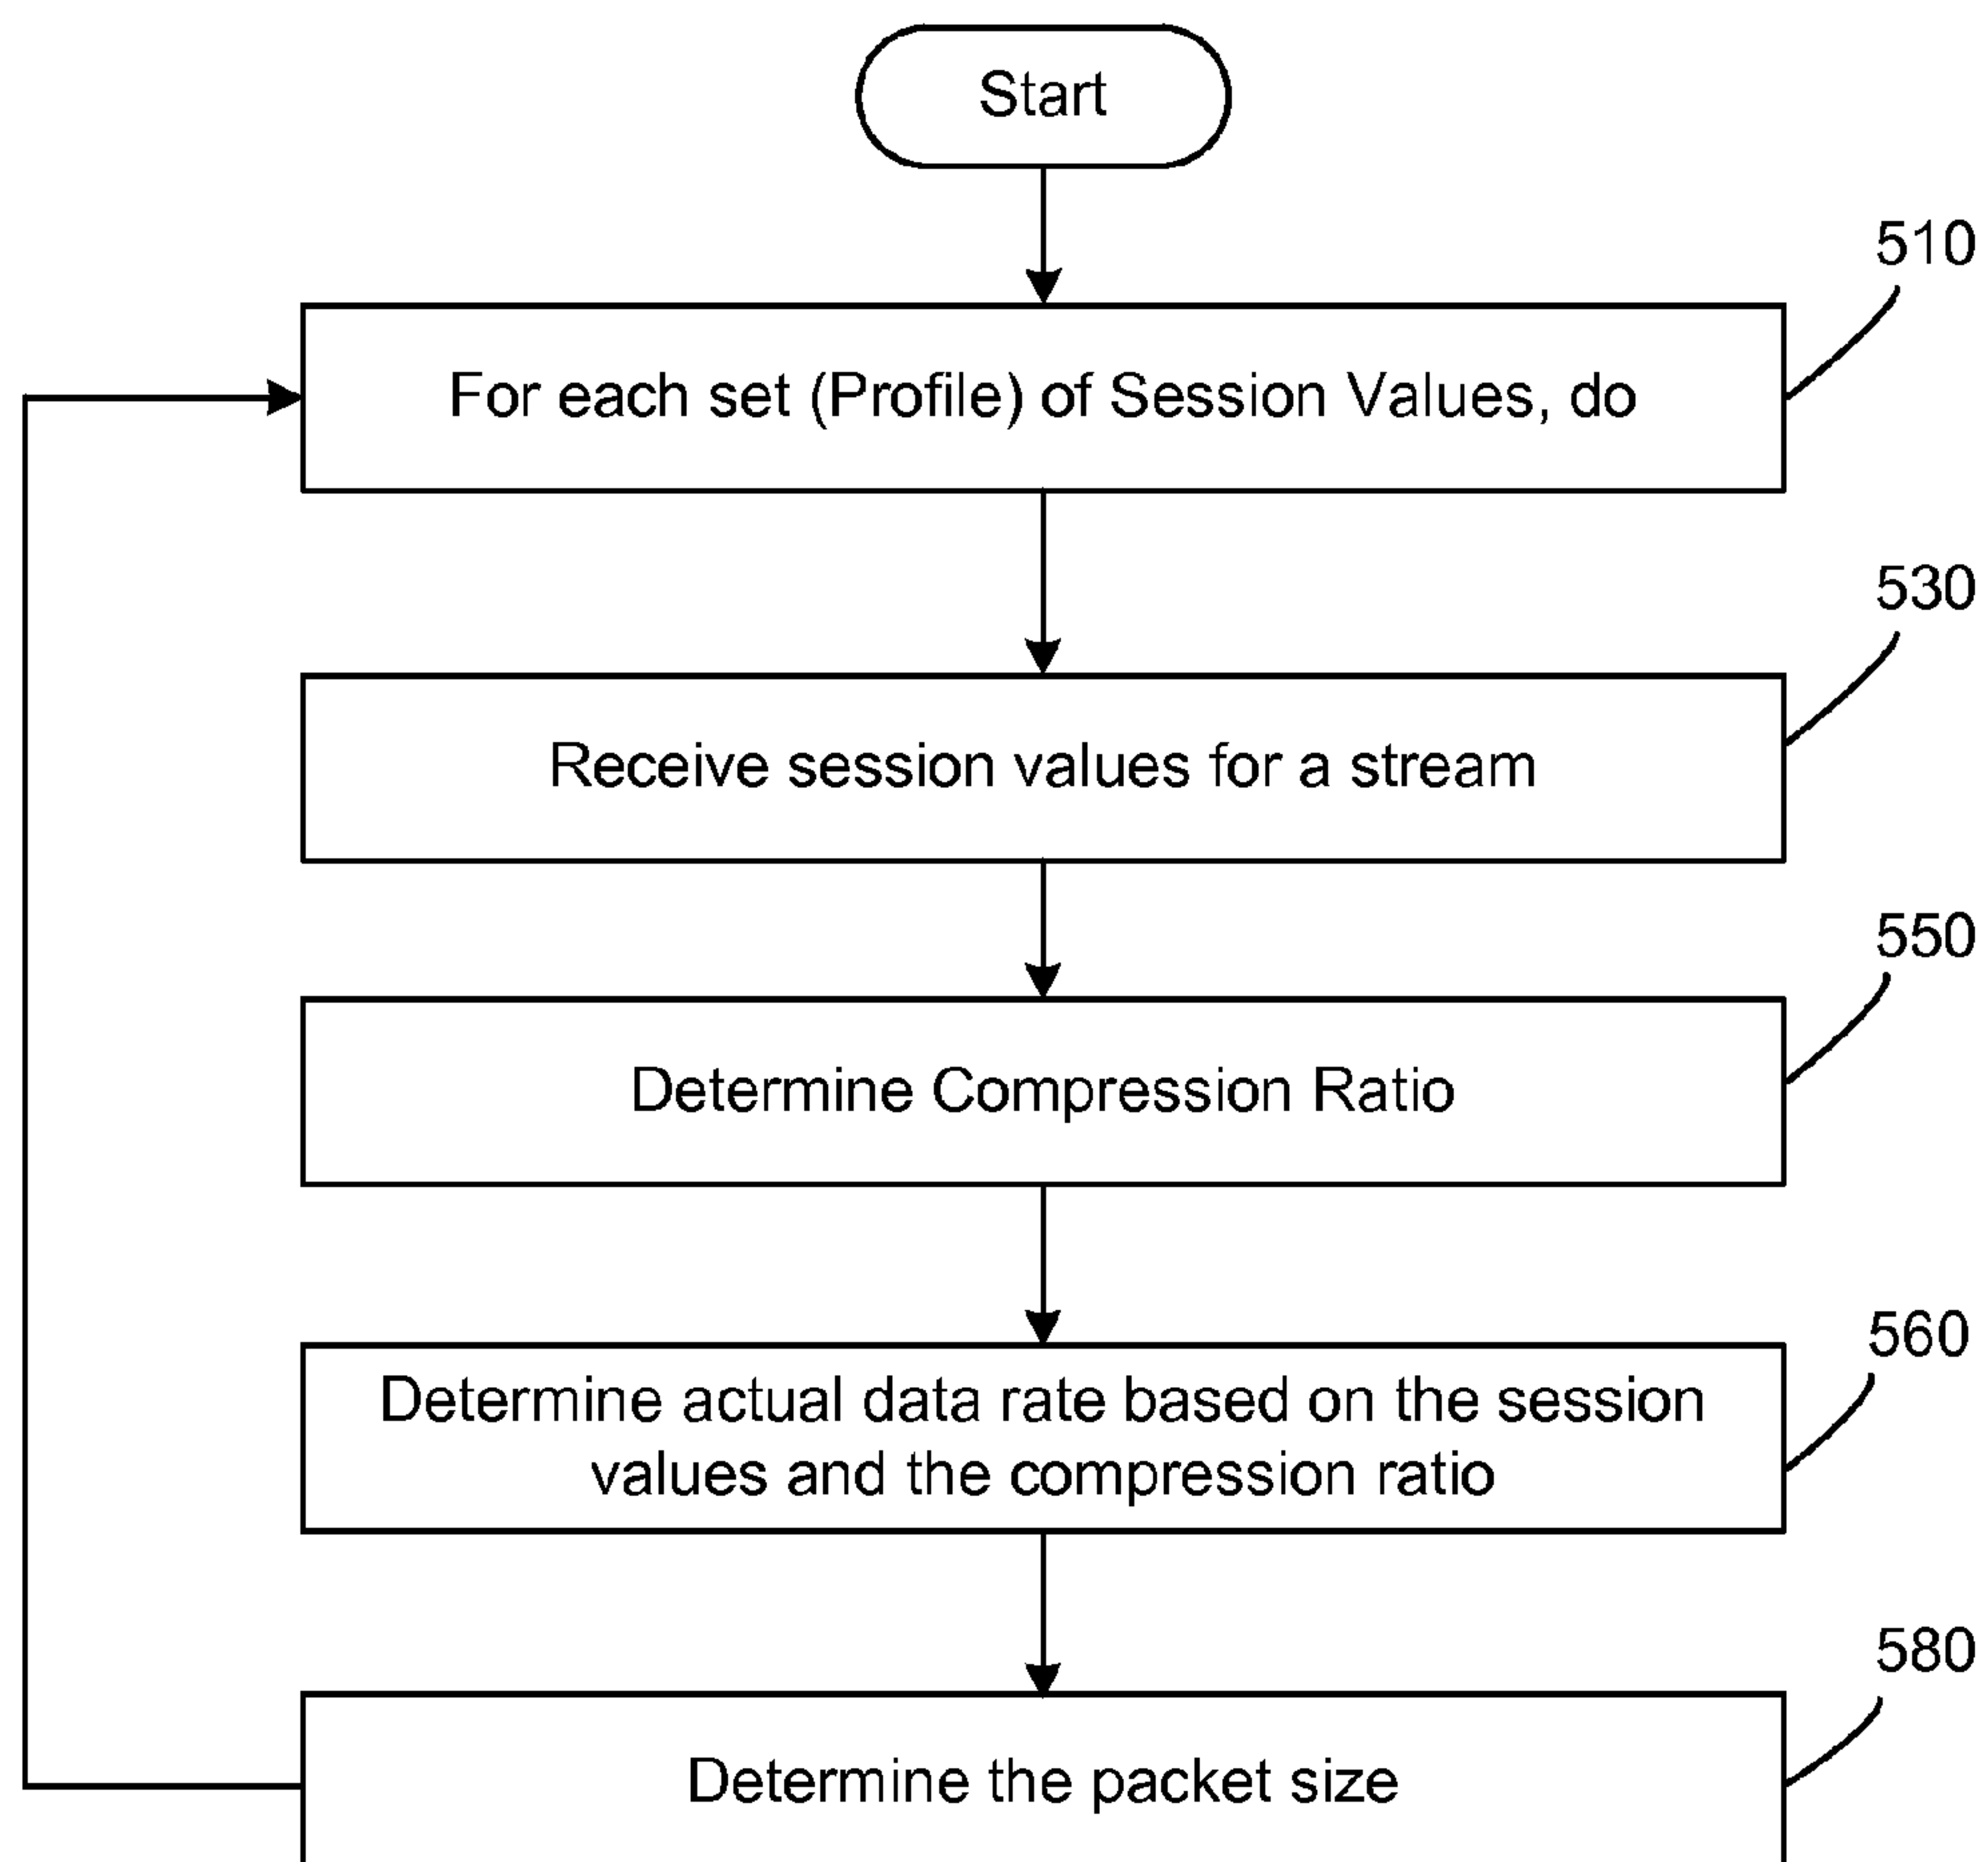 Start
510
For each set (Profile) of Session Values, do
530
Receive session values for a stream
550
Determine Compression Ratio
560
Determine actual data rate based on the session
values and the compression ratio
580
Determine the packet size